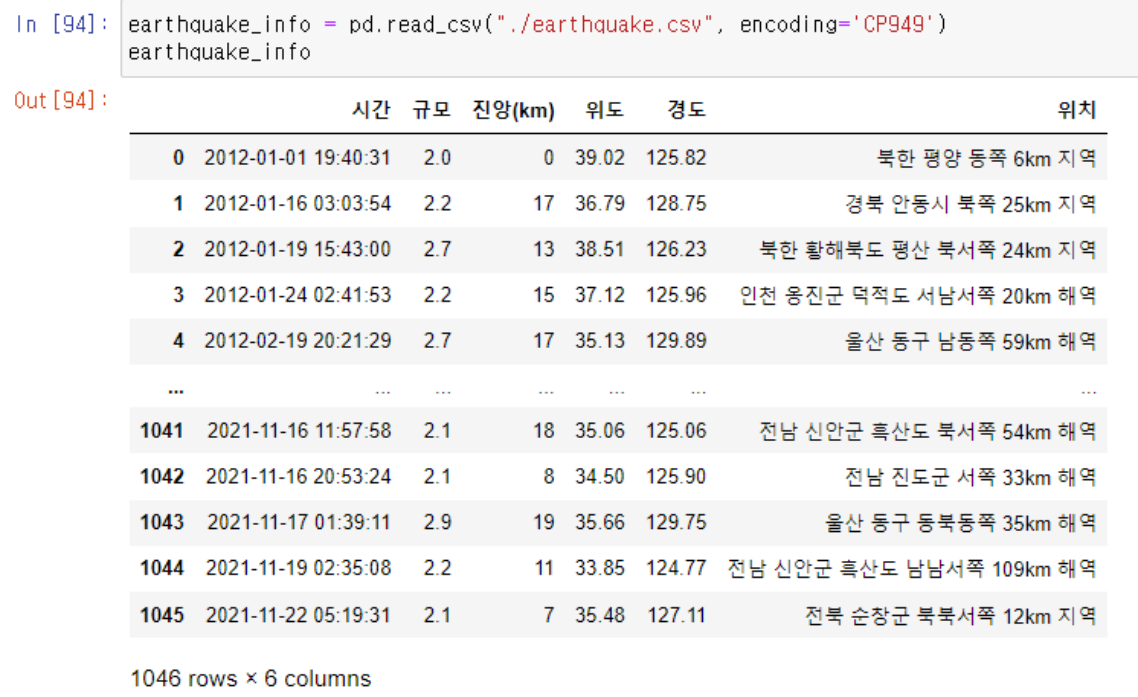 In [94]: earthquake_info = pd.read_csv("./earthquake.csv", encoding='CP949')
earthquake_info
Out[94]:
시간 규모 진앙(km) 위도 경도 위치
0 2012-01-01 19:40:31 2.0 0 39.02 125.82 북한 평양 동쪽 6km 지역
1 2012-01-16 03:03:54 2.2 17 36.79 128.75 경북 안동시 북쪽 25km 지역
2 2012-01-19 15:43:00 2.7 13 38.51 126.23 북한 황해북도 평산 북서쪽 24km 지역
3 2012-01-24 02:41:53 2.2 15 37.12 125.96 인천 옹진군 덕적도 서남서쪽 20km 해역
4 2012-02-19 20:21:29 2.7 17 35.13 129.89 울산 동구 남동쪽 59km 해역
... ... ... ... ... ... ...
1041 2021-11-16 11:57:58 2.1 18 35.06 125.06 전남 신안군 흑산도 북서쪽 54km 해역
1042 2021-11-16 20:53:24 2.1 8 34.50 125.90 전남 진도군 서쪽 33km 해역
1043 2021-11-17 01:39:11 2.9 19 35.66 129.75 울산 동구 동북동쪽 35km 해역
1044 2021-11-19 02:35:08 2.2 11 33.85 124.77 전남 신안군 흑산도 남남서쪽 109km 해역
1045 2021-11-22 05:19:31 2.1 7 35.48 127.11 전북 순창군 북북서쪽 12km 지역
1046 rows × 6 columns